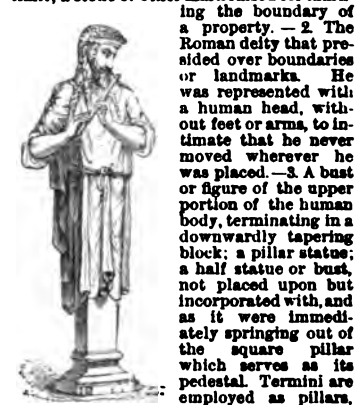 ing the boundary of
a property. — 2. The
Roman deity that pre-
sided over boundaries
or landmarks. He
was represented with
a human head, with-
out feet or arms, to in-
timate that he never
moved wherever he
was placed.—3. A bust
or figure of the upper
portion of the human
body, terminating in a
downwardly tapering
block; a pillar statue;
a half statue or bust,
not placed upon but
incorporated with, and
as it were immedi-
ately springing out of
the square pillar
which serves as its
pedestal. Termini are
employed as pillars,